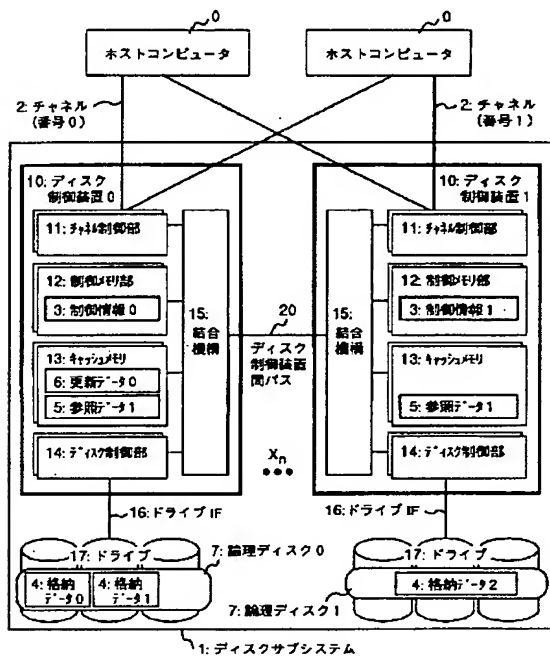 0
0
ホストコンピュータ
ホストコンピュータ
2:チャネル
(番号0)
2:チャネル
(番号1)
10:ディスク
制御装置0
11:チャネル制御部
12:制御メモリ部
3:制御情報0
13:キャッシュメモリ
6:更新データ0
5:参照データ1
14:ディスク制御部
15:
結合
機構
20
ディスク
制御装置
間パス
Xn
•••
10:ディスク
制御装置1
15:
結合
機構
11:チャネル制御部
12:制御メモリ部
3:制御情報1
13:キャッシュメモリ
5:参照データ1
14:ディスク制御部
16:ドライブIF
16:ドライブIF
17:ドライブ
7:論理ディスク0
4:格納
データ0
4:格納
データ1
17:ドライブ
4:格納データ2
7:論理ディスク1
1:ディスクサブシステム